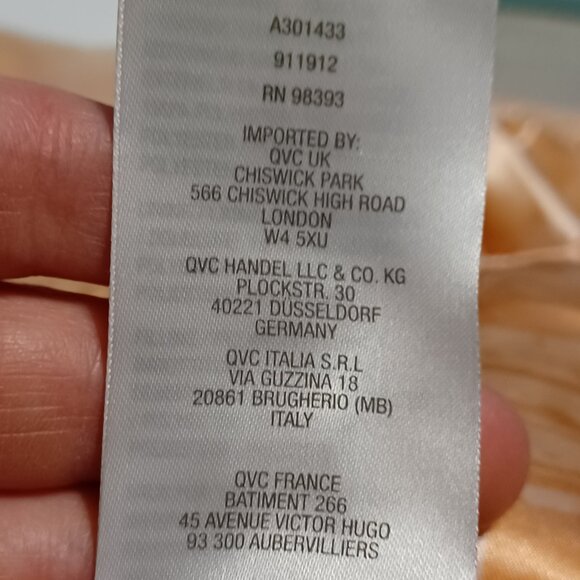 A301433
911912
RN 98393
IMPORTED BY:
QVC UK
CHISWICK PARK
566 CHISWICK HIGH ROAD
LONDON
W4 5XU
QVC HANDEL LLC & CO. KG
PLOCKSTR. 30
40221 DÜSSELDORF
GERMANY
QVC ITALIA S.R.L
VIA GUZZINA 18
20861 BRUGHERIO (MB)
ITALY
QVC FRANCE
BATIMENT 266
45 AVENUE VICTOR HUGO
93 300 AUBERVILLIERS